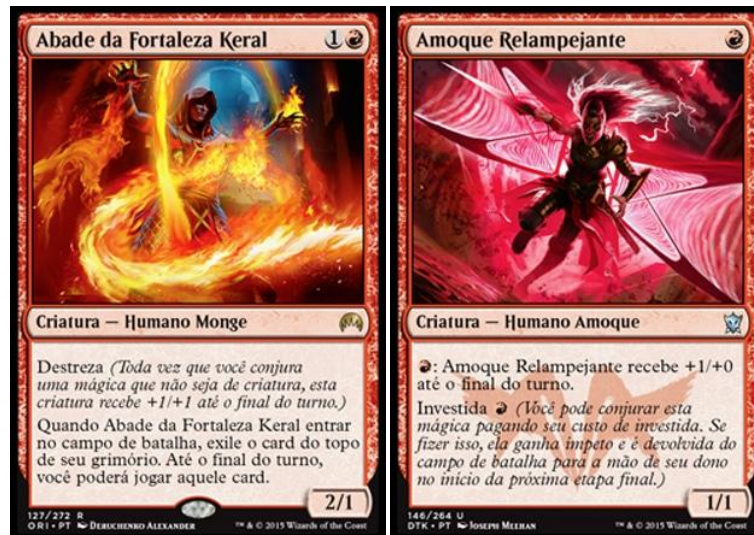 Abade da Fortaleza Keral 1
Criatura — Humano Monge
Destreza (Toda vez que você conjura
uma mágica que não seja de criatura, esta
criatura recebe +1/+1 até o final do turno.)
Quando Abade da Fortaleza Keral entrar
no campo de batalha, exile o card do topo
de seu grimório. Até o final do turno,
você poderá jogar aquele card.
2/1
127/272 R
ORI • PT Deruchenko Alexander
™ & © 2015 Wizards of the Coast
Amoque Relampejante
Criatura — Humano Amoque
: Amoque Relampejante recebe +1/+0
até o final do turno.
Investida (Você pode conjurar esta
mágica pagando seu custo de investida. Se
fizer isso, ela ganha ímpeto e é devolvida do
campo de batalha para a mão de seu dono
no início da próxima etapa final.)
1/1
146/264 U
DTK • PT Joseph Meehan
™ & © 2015 Wizards of the Coast